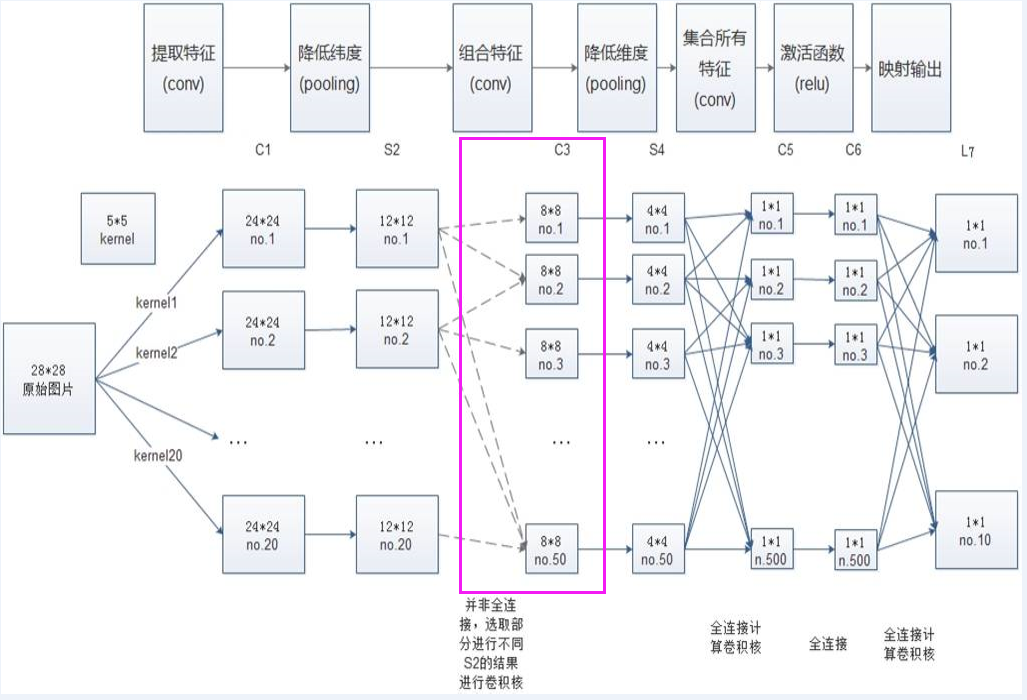 提取特征
(conv)
降低纬度
(pooling)
组合特征
(conv)
降低维度
(pooling)
集合所有
特征
(conv)
激活函数
(relu)
映射输出
C1
S2
C3
S4
C5
C6
L7
5*5
kernel
28*28
原始图片
kernel1
kernel2
kernel20
24*24
no.1
24*24
no.2
...
24*24
no.20
12*12
no.1
12*12
no.2
...
12*12
no.20
8*8
no.1
8*8
no.2
8*8
no.3
...
8*8
no.50
4*4
no.1
4*4
no.2
4*4
no.3
...
4*4
no.50
1*1
no.1
1*1
no.2
1*1
no.3
1*1
n.500
1*1
no.1
1*1
no.2
1*1
no.3
1*1
n.500
1*1
no.1
1*1
no.2
1*1
no.10
并非全连
接，选取部
分进行不同
S2的结果
进行卷积核
全连接计
算卷积核
全连接
全连接计
算卷积核